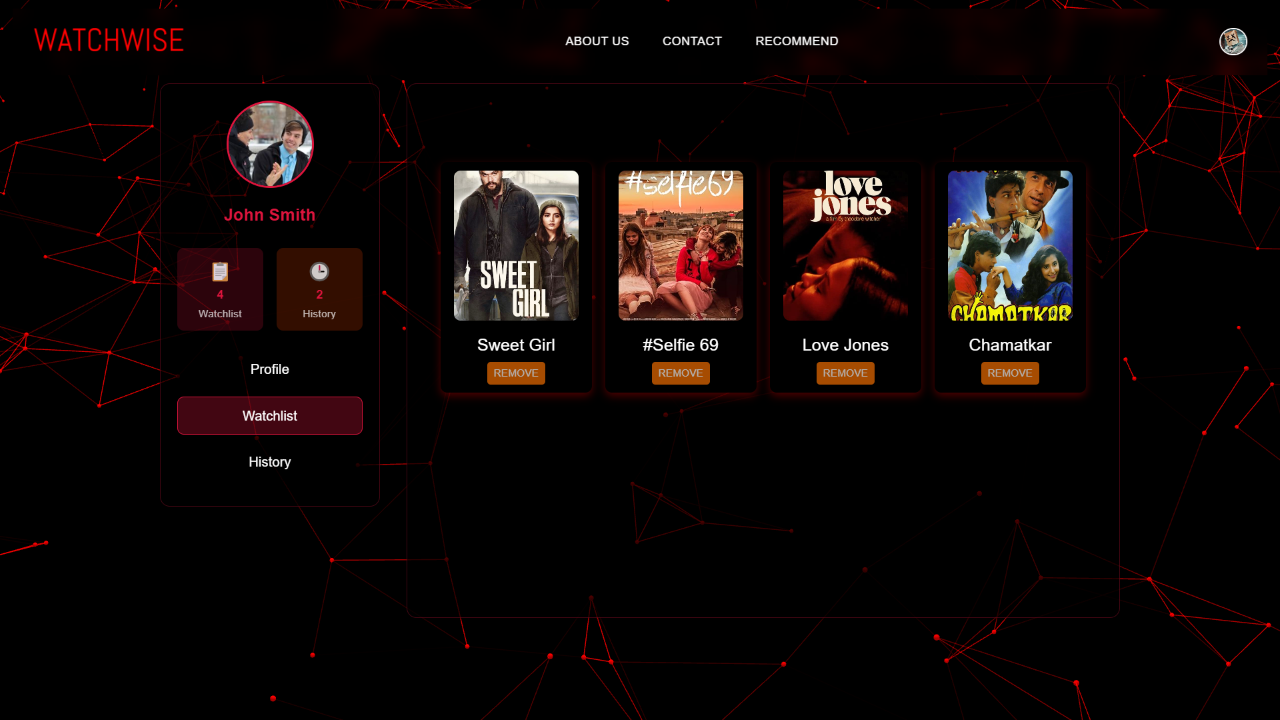 WATCHWISE
ABOUT US CONTACT RECOMMEND
John Smith
4
Watchlist
2
History
Profile
Watchlist
History
SWEET
GIRL
#selfie69
love
jones
CHAMATKAR
Sweet Girl
#Selfie 69
Love Jones
Chamatkar
REMOVE
REMOVE
REMOVE
REMOVE